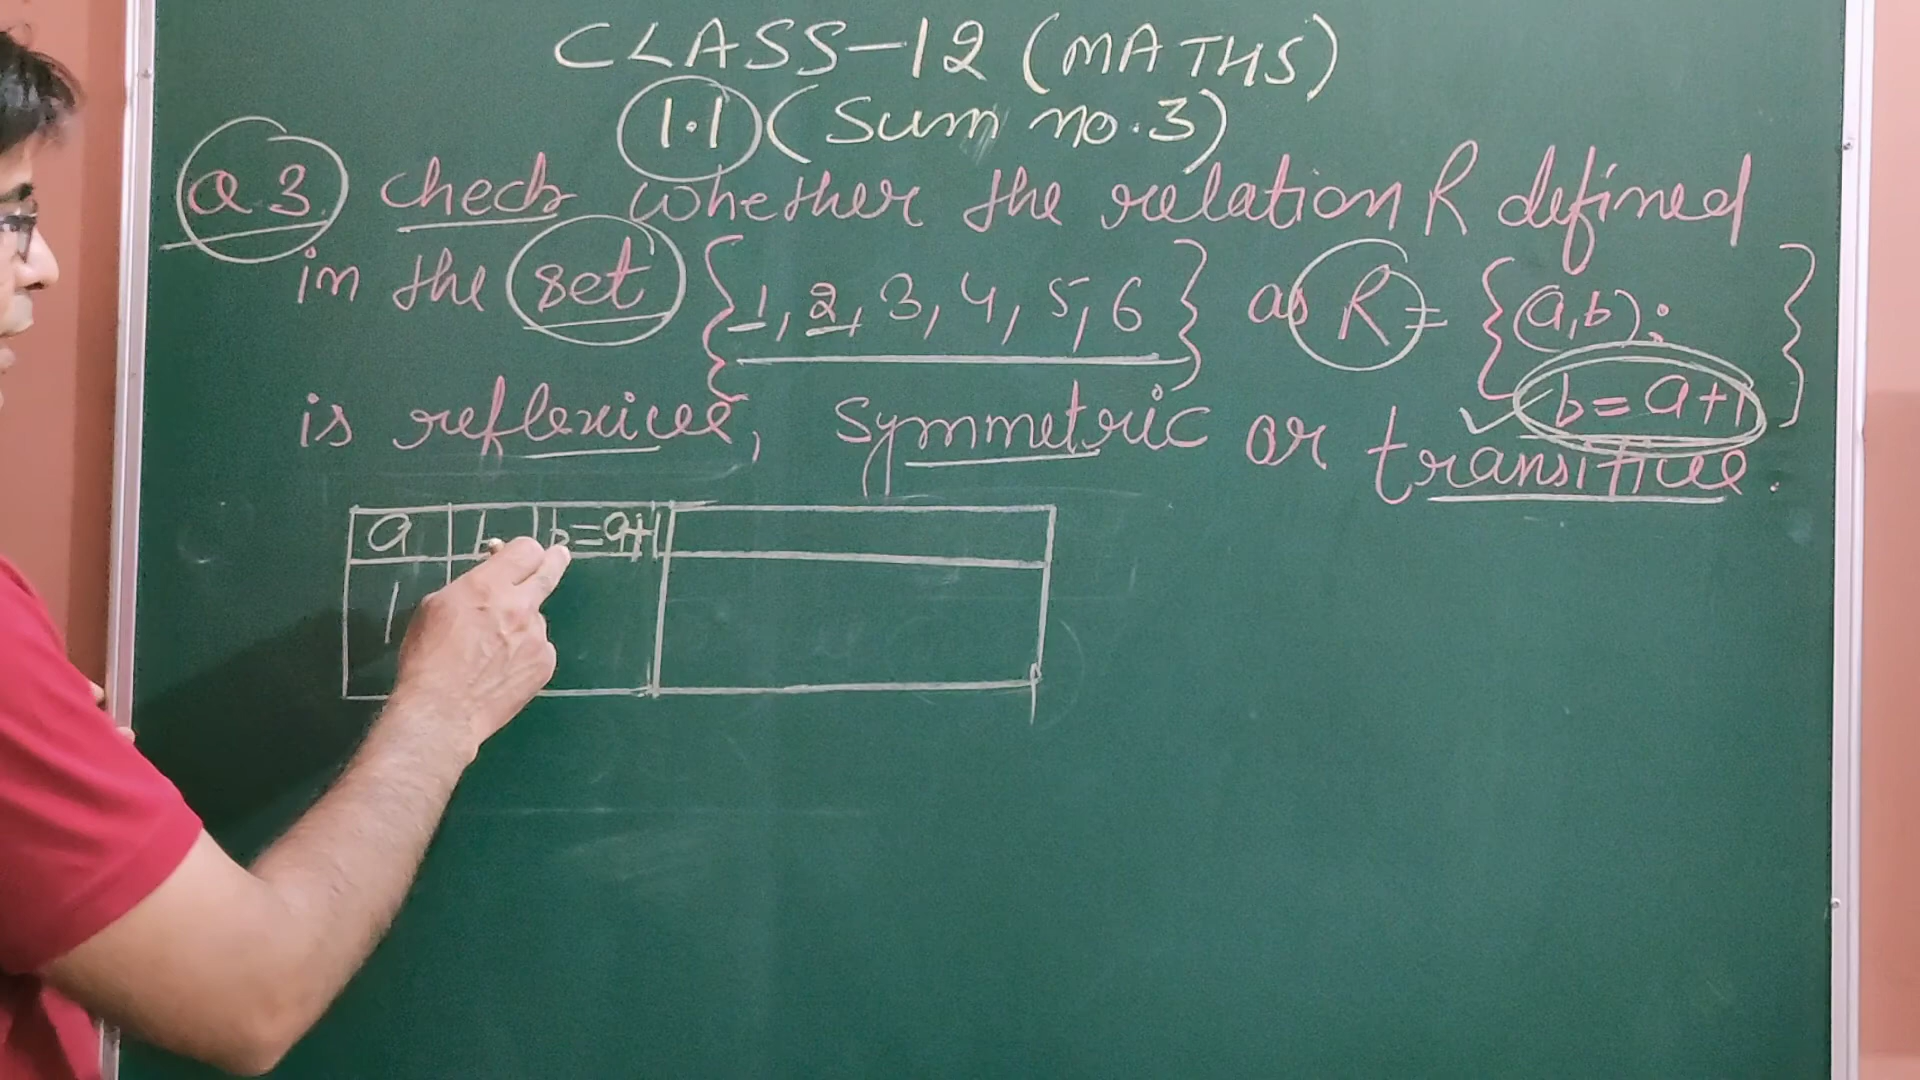 CLASS-12 (MATHS)
1.1 (Sum no.3)
Q3 check whether the relation R defined
in the set {1, 2, 3, 4, 5, 6} as R = {(a,b):
b = a+1}
is reflexive, symmetric or transitive.
a b b=a+1
1